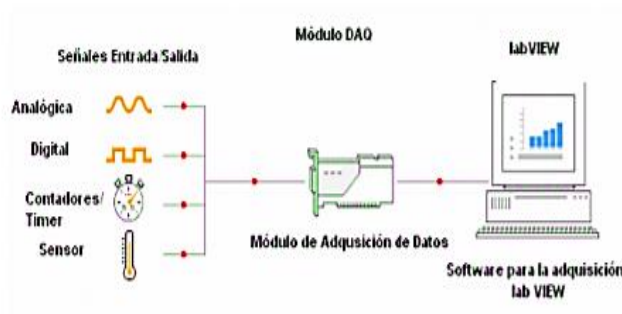 Módulo DAQ
labVIEW
Señales Entrada/Salida
Analógica
Digital
Contadores/
Timer
Sensor
Módulo de Adqusición de Datos
Software para la adquisición
lab VIEW